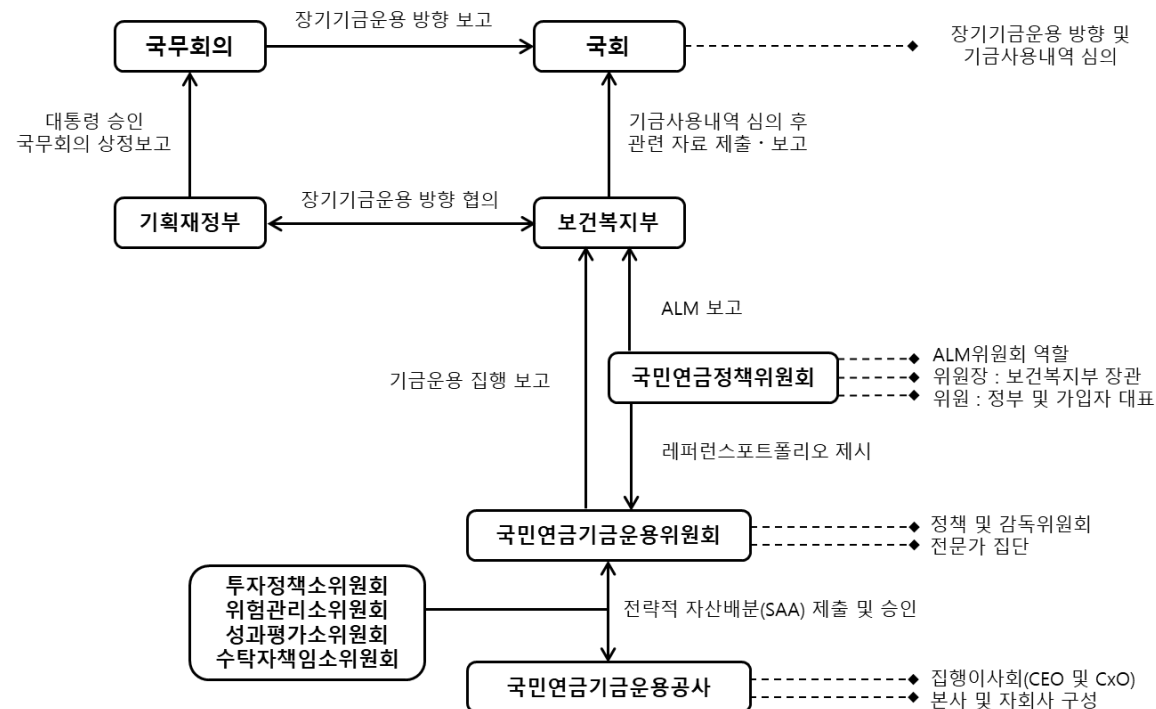 장기기금운용 방향 보고
국무회의
국회
장기기금운용 방향 및
기금사용내역 심의
대통령 승인
국무회의 상정보고
기금사용내역 심의 후
관련 자료 제출・보고
기획재정부
장기기금운용 방향 협의
보건복지부
ALM 보고
기금운용 집행 보고
국민연금정책위원회
ALM위원회 역할
위원장 : 보건복지부 장관
위원 : 정부 및 가입자 대표
레퍼런스포트폴리오 제시
국민연금기금운용위원회
정책 및 감독위원회
전문가 집단
투자정책소위원회
위험관리소위원회
성과평가소위원회
수탁자책임소위원회
전략적 자산배분(SAA) 제출 및 승인
국민연금기금운용공사
집행이사회(CEO 및 CxO)
본사 및 자회사 구성